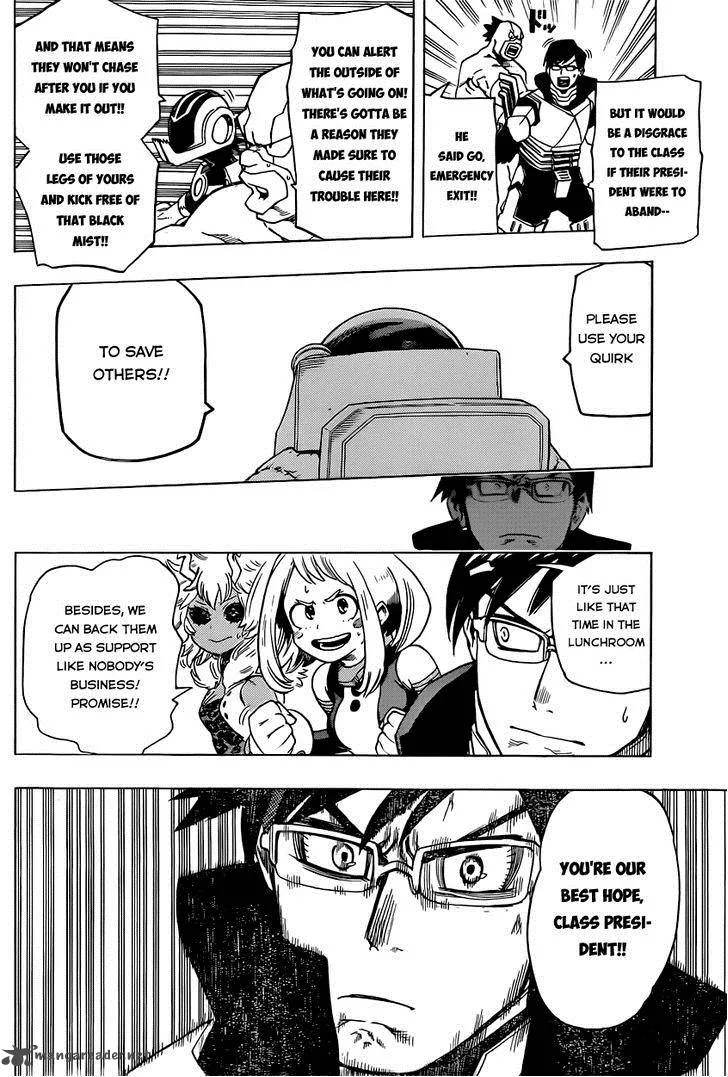 BUT IT WOULD
BE A DISGRACE
TO THE CLASS
IF THEIR PRESI-
DENT WERE TO
ABAND--
ドッ
HE
SAID GO,
EMERGENCY
EXIT!!
YOU CAN ALERT
THE OUTSIDE OF
WHAT'S GOING ON!
THERE'S GOTTA BE
A REASON THEY
MADE SURE TO
CAUSE THEIR
TROUBLE HERE!!
AND THAT MEANS
THEY WON'T CHASE
AFTER YOU IF YOU
MAKE IT OUT!!
USE THOSE
LEGS OF YOURS
AND KICK FREE OF
THAT BLACK
MIST!!
PLEASE
USE YOUR
QUIRK
TO SAVE
OTHERS!!
IT'S JUST
LIKE THAT
TIME IN THE
LUNCHROOM
...
BESIDES, WE
CAN BACK THEM
UP AS SUPPORT
LIKE NOBODY'S
BUSINESS!
PROMISE!!
YOU'RE OUR
BEST HOPE,
CLASS PRESI-
DENT!!
mangareader.net